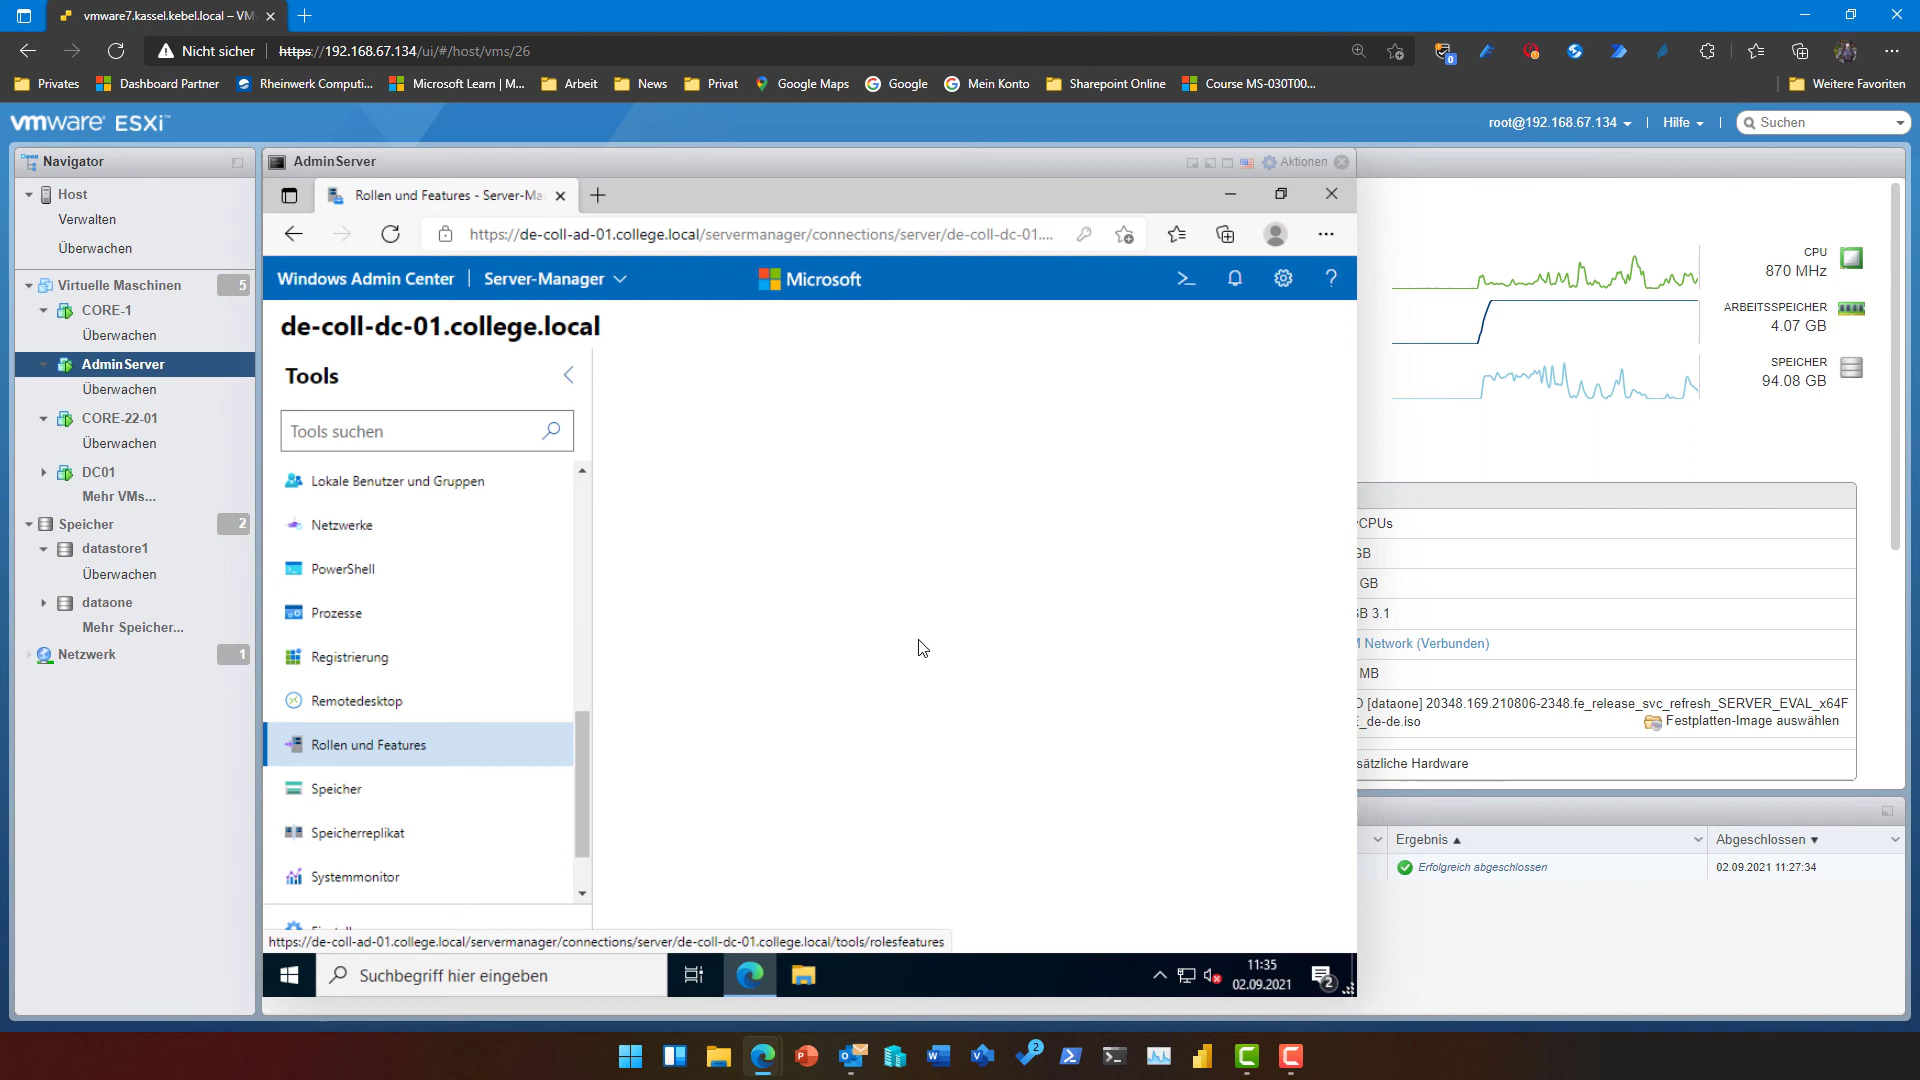 vmware7.kassel.kebel.local – VM
Nicht sicher
https://192.168.67.134/ui/#/host/vms/26
0
Privates
Dashboard Partner
Rheinwerk Computi...
Microsoft Learn | M...
Arbeit
News
Privat
Google Maps
Google
Mein Konto
Sharepoint Online
Course MS-030T00...
Weitere Favoriten
vmware ESXi
root@192.168.67.134
Hilfe
Suchen
Navigator
Host
Verwalten
Überwachen
Virtuelle Maschinen
5
CORE-1
Überwachen
AdminServer
Überwachen
CORE-22-01
Überwachen
DC01
Mehr VMs...
Speicher
2
datastore1
Überwachen
dataone
Mehr Speicher...
Netzwerk
1
AdminServer
Aktionen
Rollen und Features - Server-Ma
https://de-coll-ad-01.college.local/servermanager/connections/server/de-coll-dc-01....
Windows Admin Center
Server-Manager
Microsoft
de-coll-dc-01.college.local
Tools
Tools suchen
Lokale Benutzer und Gruppen
Netzwerke
PowerShell
Prozesse
Registrierung
Remotedesktop
Rollen und Features
Speicher
Speicherreplikat
Systemmonitor
https://de-coll-ad-01.college.local/servermanager/connections/server/de-coll-dc-01.college.local/tools/rolesfeatures
Suchbegriff hier eingeben
11:35
02.09.2021
2
CPU
870 MHz
ARBEITSSPEICHER
4.07 GB
SPEICHER
94.08 GB
CPUs
GB
GB
B 3.1
Network (Verbunden)
MB
[dataone] 20348.169.210806-2348.fe_release_svc_refresh_SERVER_EVAL_x64F
E_de-de.iso
Festplatten-Image auswählen
sätzliche Hardware
Ergebnis
Abgeschlossen
Erfolgreich abgeschlossen
02.09.2021 11:27:34
2